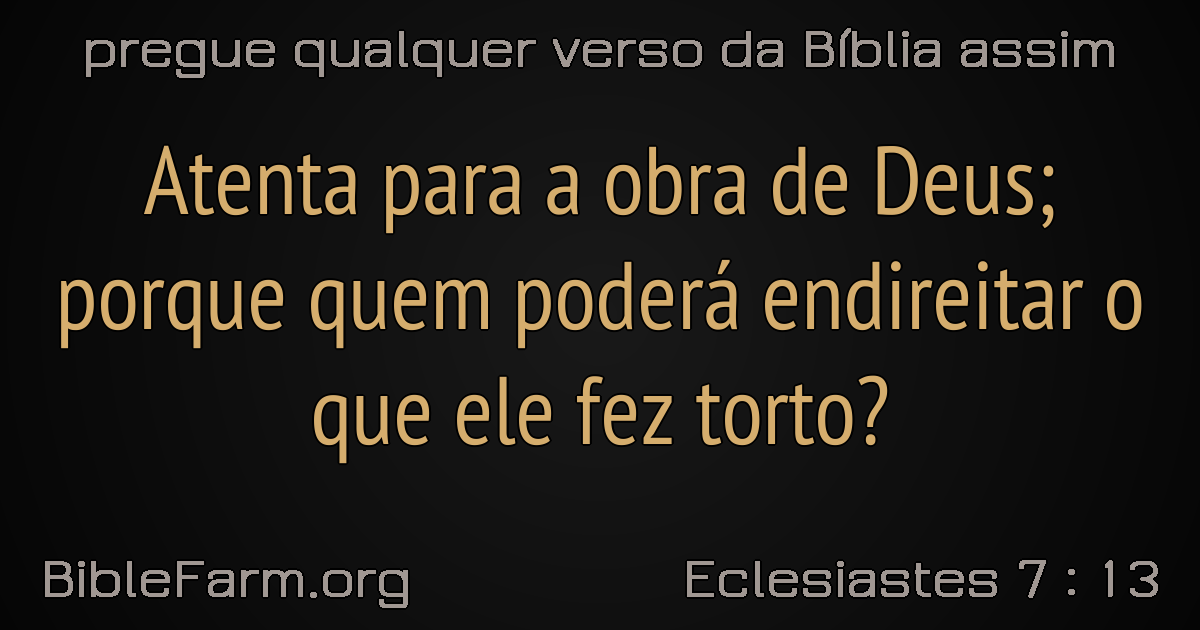 pregue qualquer verso da Bíblia assim
Atenta para a obra de Deus;
porque quem poderá endireitar o
que ele fez torto?
BibleFarm.org
Eclesiastes 7 : 13